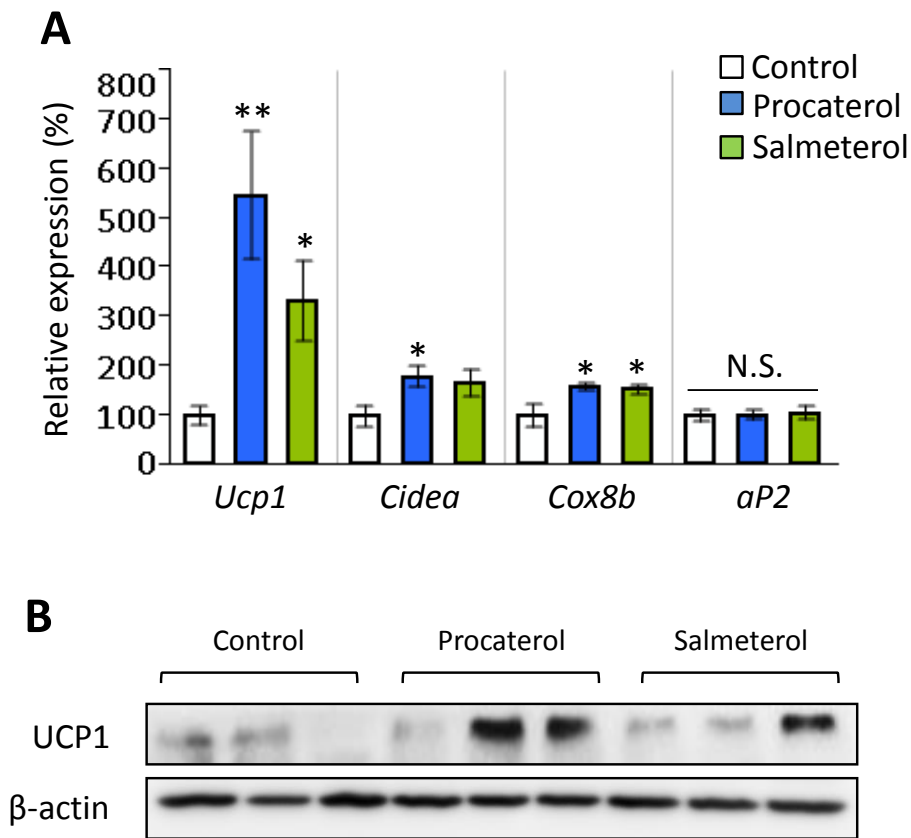 A
Relative expression (%)
800
700
600
500
400
300
200
100
0
**
*
*
*
*
N.S.
Control
Procaterol
Salmeterol
Ucp1 Cidea Cox8b aP2
B
Control Procaterol Salmeterol
UCP1
β-actin